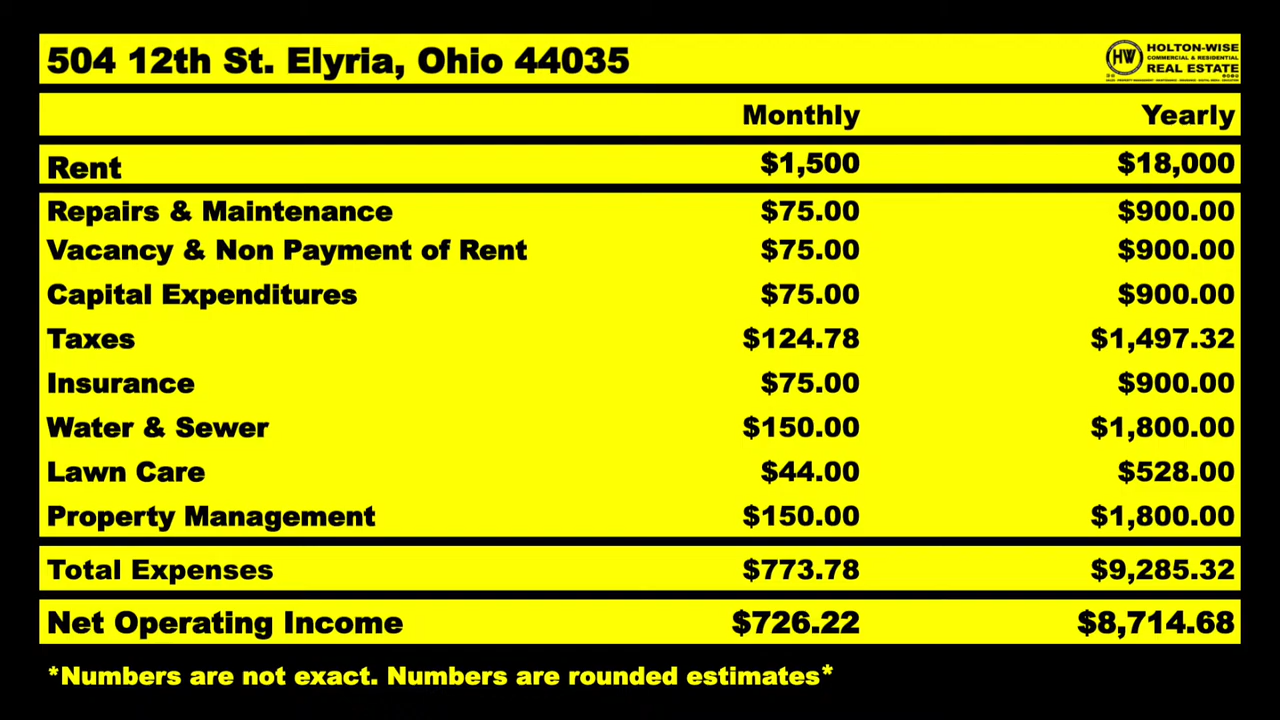 504 12th St. Elyria, Ohio 44035
HW
HOLTON-WISE
COMMERCIAL & RESIDENTIAL
REAL ESTATE
Monthly Yearly
Rent $1,500 $18,000
Repairs & Maintenance $75.00 $900.00
Vacancy & Non Payment of Rent $75.00 $900.00
Capital Expenditures $75.00 $900.00
Taxes $124.78 $1,497.32
Insurance $75.00 $900.00
Water & Sewer $150.00 $1,800.00
Lawn Care $44.00 $528.00
Property Management $150.00 $1,800.00
Total Expenses $773.78 $9,285.32
Net Operating Income $726.22 $8,714.68
*Numbers are not exact. Numbers are rounded estimates*